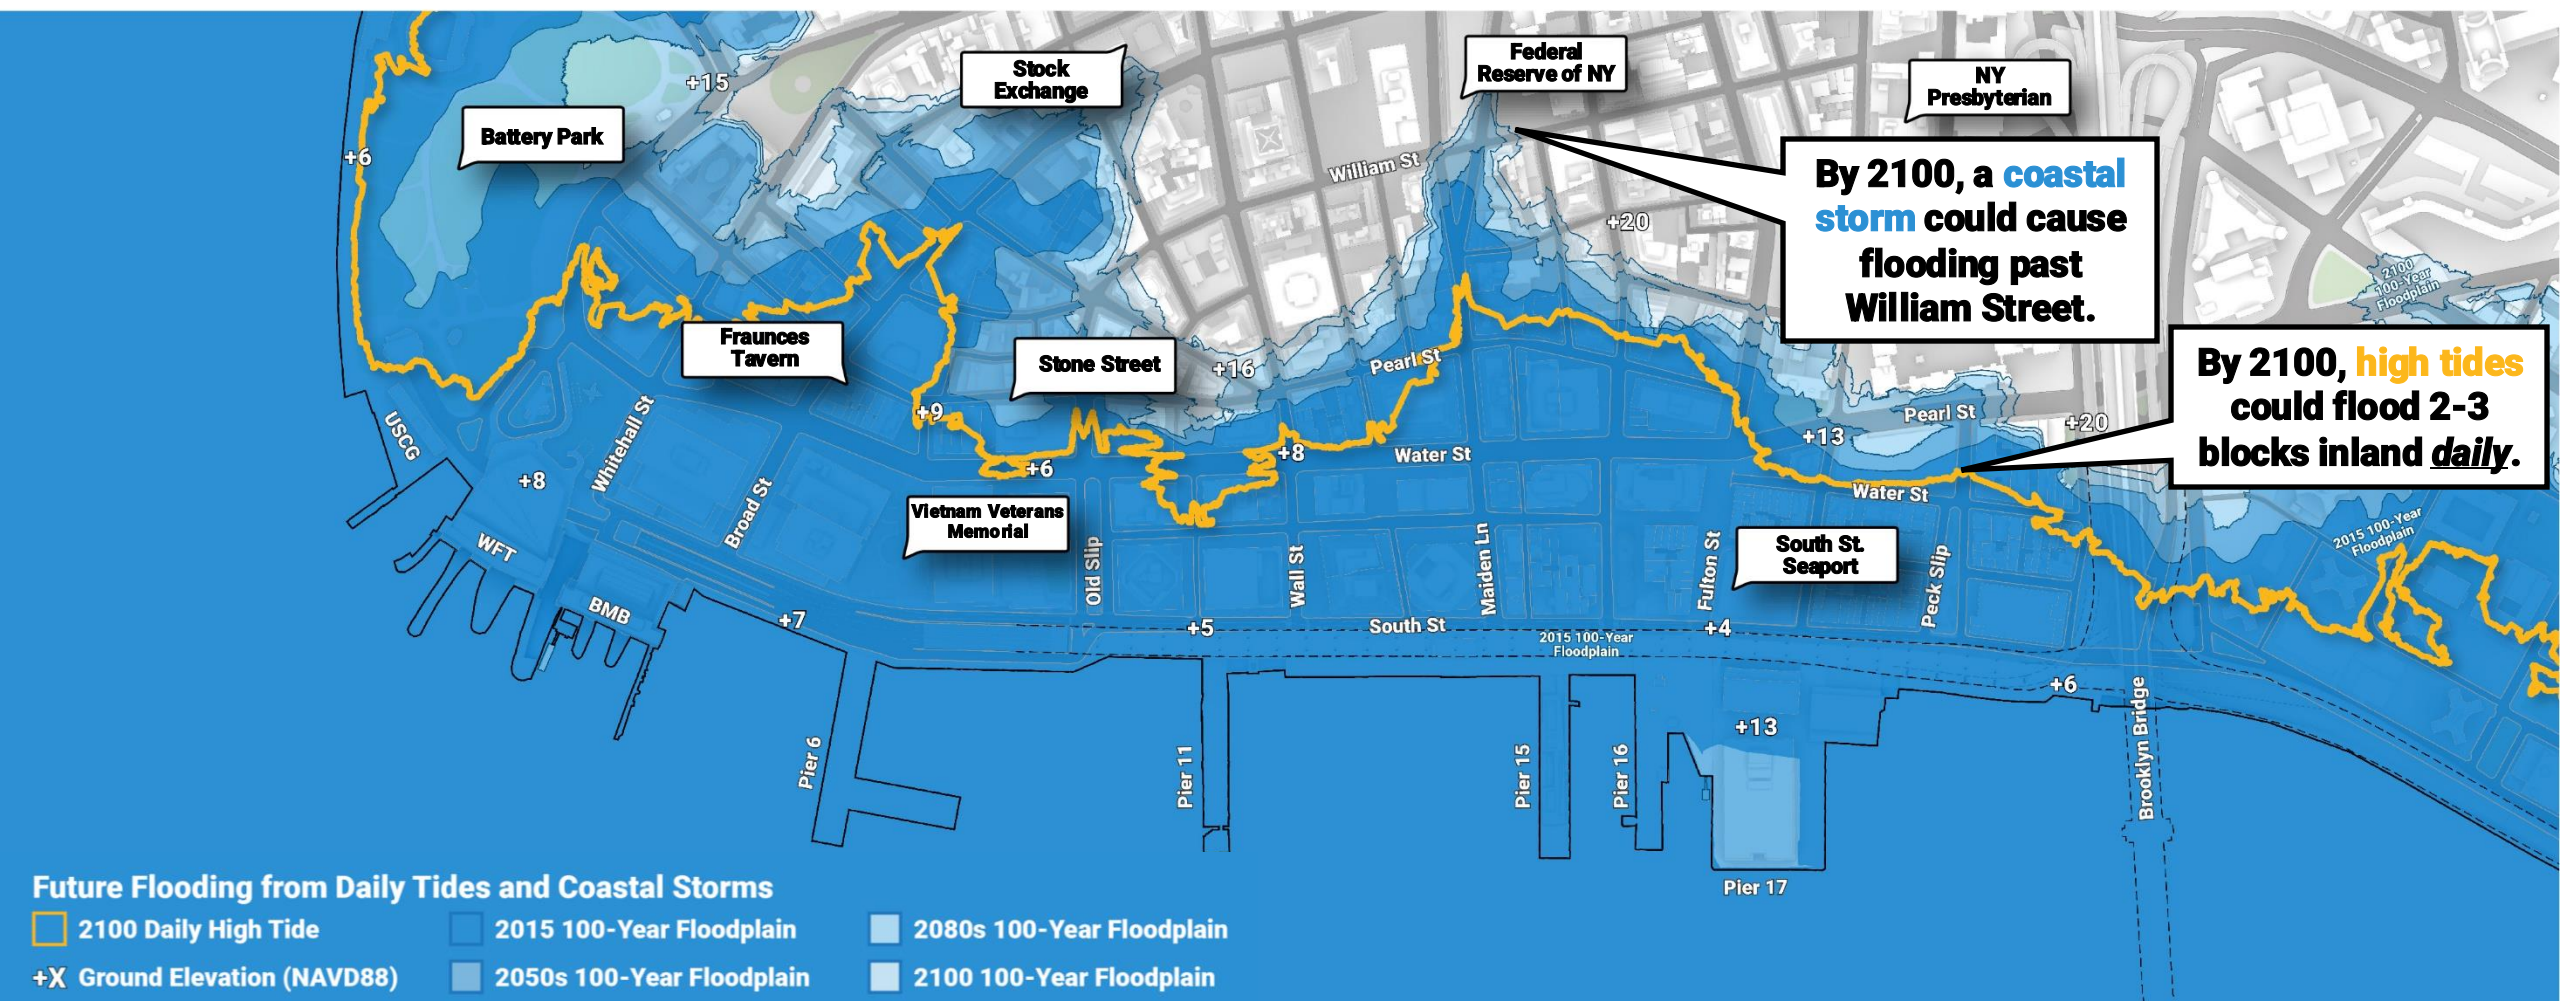 Federal
Reserve of NY
Stock
Exchange
NY
Presbyterian
+15
Battery Park
+6
William St
+20
By 2100, a coastal
storm could cause
flooding past
William Street.
2100
100-Year
Floodplain
Fraunces
Tavern
Stone Street
+16
Pearl St
By 2100, high tides
could flood 2-3
blocks inland daily.
+9
Pearl St
+13
+20
USCG
Whitehall St
+8
+6
+8
Water St
Water St
Broad St
Vietnam Veterans
Memorial
2015 100-Year
Floodplain
WFT
Old Slip
Wall St
Maiden Ln
Fulton St
South St.
Seaport
Peck Slip
BMB
+7
+5
South St
2015 100-Year
Floodplain
+4
+6
Pier 6
Pier 11
Pier 15
Pier 16
+13
Brooklyn Bridge
Pier 17
Future Flooding from Daily Tides and Coastal Storms
2100 Daily High Tide
2015 100-Year Floodplain
2080s 100-Year Floodplain
+X Ground Elevation (NAVD88)
2050s 100-Year Floodplain
2100 100-Year Floodplain